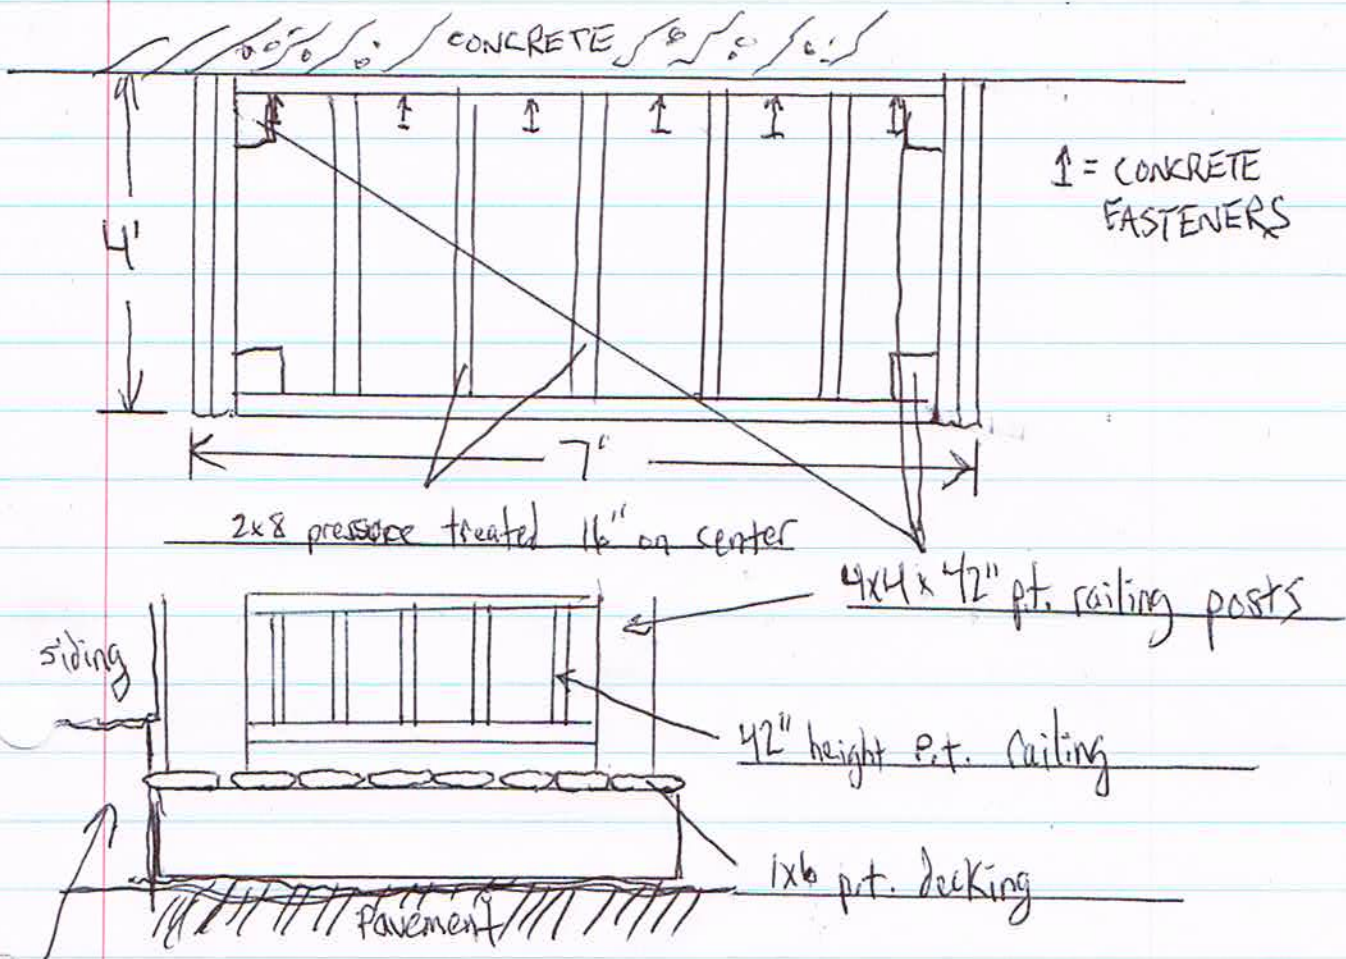 CONCRETE
↥ = CONCRETE
FASTENERS
4'
7'
2x8 pressure treated 16" on center
4x4 x 42" p.t. railing posts
siding
42" height P.t. railing
1x6 p.t. decking
Pavement